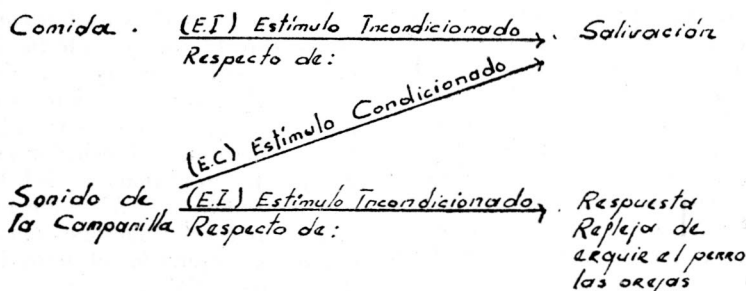 Comida . (E.I) Estímulo Incondicionado . Salivación
Respecto de:
(E.C) Estímulo Condicionado
Sonido de (E.I) Estímulo Incondicionado . Respuesta
la Campanilla Respecto de: Refleja de
erquir el perro
las orejas